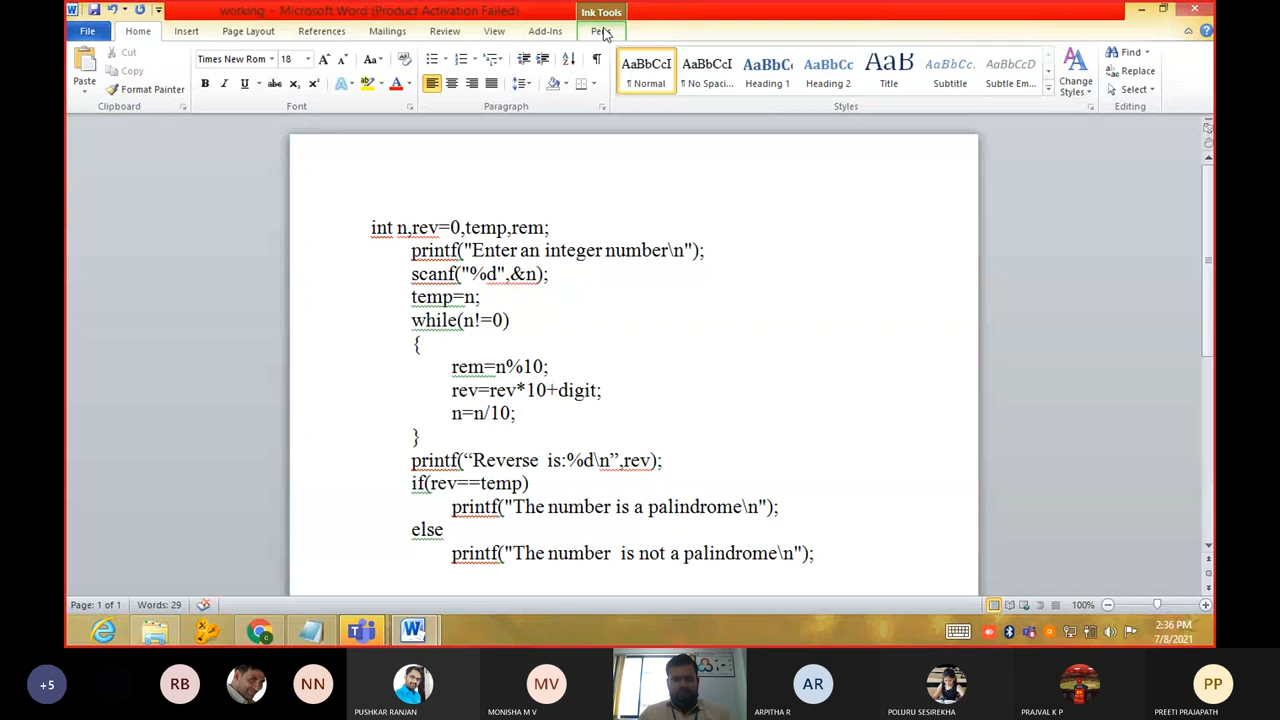 working - Microsoft Word (Product Activation Failed)
Ink Tools
File Home Insert Page Layout References Mailings Review View Add-Ins
Cut
Copy
Format Painter
Paste
Clipboard
Times New Rom 18
Font
Paragraph
AaBbCcI AaBbCcI AaBbCc AaBbCc AaB AaBbCc. AaBbCcD
¶ Normal ¶ No Spaci... Heading 1 Heading 2 Title Subtitle Subtle Em...
Change
Styles
Styles
Find
Replace
Select
Editing
int n,rev=0,temp,rem;
printf("Enter an integer number\n");
scanf("%d",&n);
temp=n;
while(n!=0)
{
rem=n%10;
rev=rev*10+digit;
n=n/10;
}
printf(“Reverse is:%d\n”,rev);
if(rev==temp)
printf("The number is a palindrome\n");
else
printf("The number is not a palindrome\n");
Page: 1 of 1 Words: 29 100%
2:36 PM
7/8/2021
+5 RB NN MV AR PP
PUSHKAR RANJAN MONISHA M V ARPITHA R POLURU SESIREKHA PRAJVAL K P PREETI PRAJAPATH